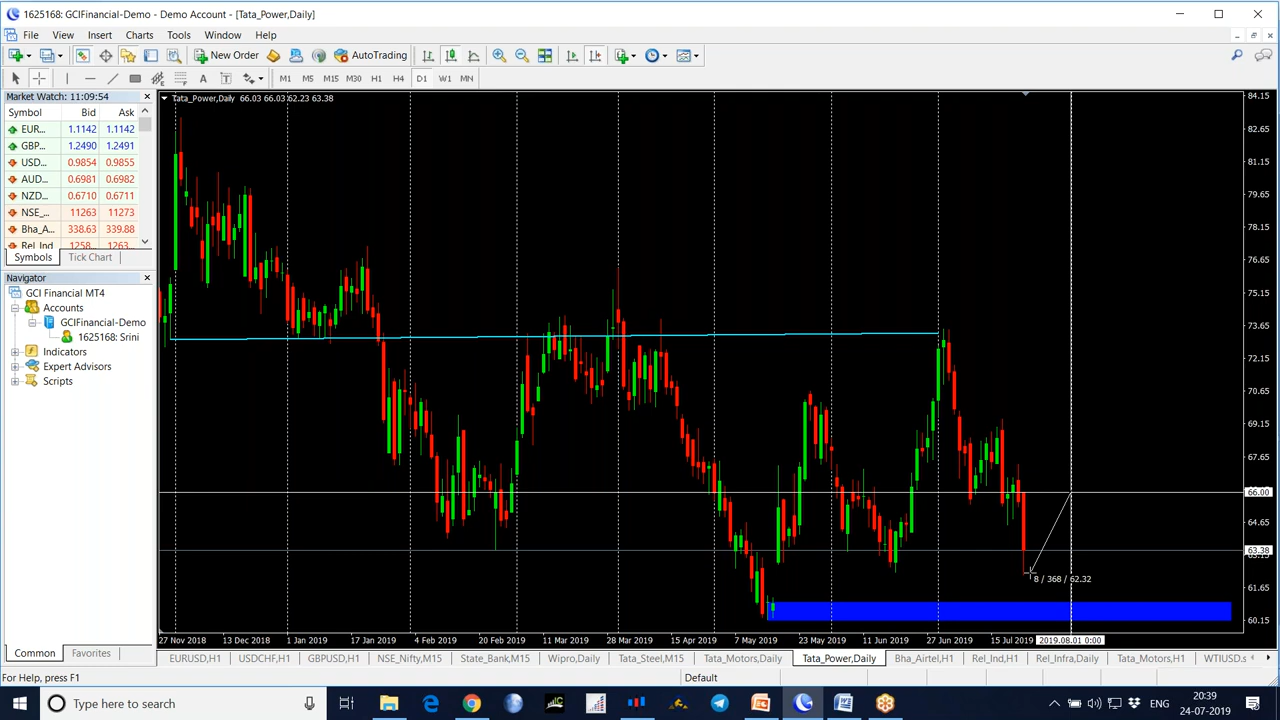 1625168: GCIFinancial-Demo - Demo Account - [Tata_Power,Daily]
File View Insert Charts Tools Window Help
New Order AutoTrading
A T M1 M5 M15 M30 H1 H4 D1 W1 MN
Market Watch: 11:09:54
Symbol Bid Ask
EUR... 1.1142 1.1142
GBP... 1.2490 1.2491
USD... 0.9854 0.9855
AUD... 0.6981 0.6982
NZD... 0.6710 0.6711
NSE_... 11263 11273
Bha_A... 338.63 339.88
Rel_Ind 1258... 1263...
Symbols Tick Chart
Navigator
GCI Financial MT4
Accounts
GCIFinancial-Demo
1625168: Srini
Indicators
Expert Advisors
Scripts
Common Favorites
Tata_Power,Daily 66.03 66.03 62.23 63.38
84.15
82.65
81.15
79.65
78.15
76.65
75.15
73.65
72.15
70.65
69.15
67.65
66.00
64.65
63.38
63.15
61.65
60.15
8 / 368 / 62.32
27 Nov 2018 13 Dec 2018 1 Jan 2019 17 Jan 2019 4 Feb 2019 20 Feb 2019 11 Mar 2019 28 Mar 2019 15 Apr 2019 7 May 2019 23 May 2019 11 Jun 2019 27 Jun 2019 15 Jul 2019 2019.08.01 0:00
EURUSD,H1 USDCHF,H1 GBPUSD,H1 NSE_Nifty,M15 State_Bank,M15 Wipro,Daily Tata_Steel,M15 Tata_Motors,Daily Tata_Power,Daily Bha_Airtel,H1 Rel_Ind,H1 Rel_Infra,Daily Tata_Motors,H1 WTIUSD.s
For Help, press F1 Default
Type here to search
20:39
24-07-2019